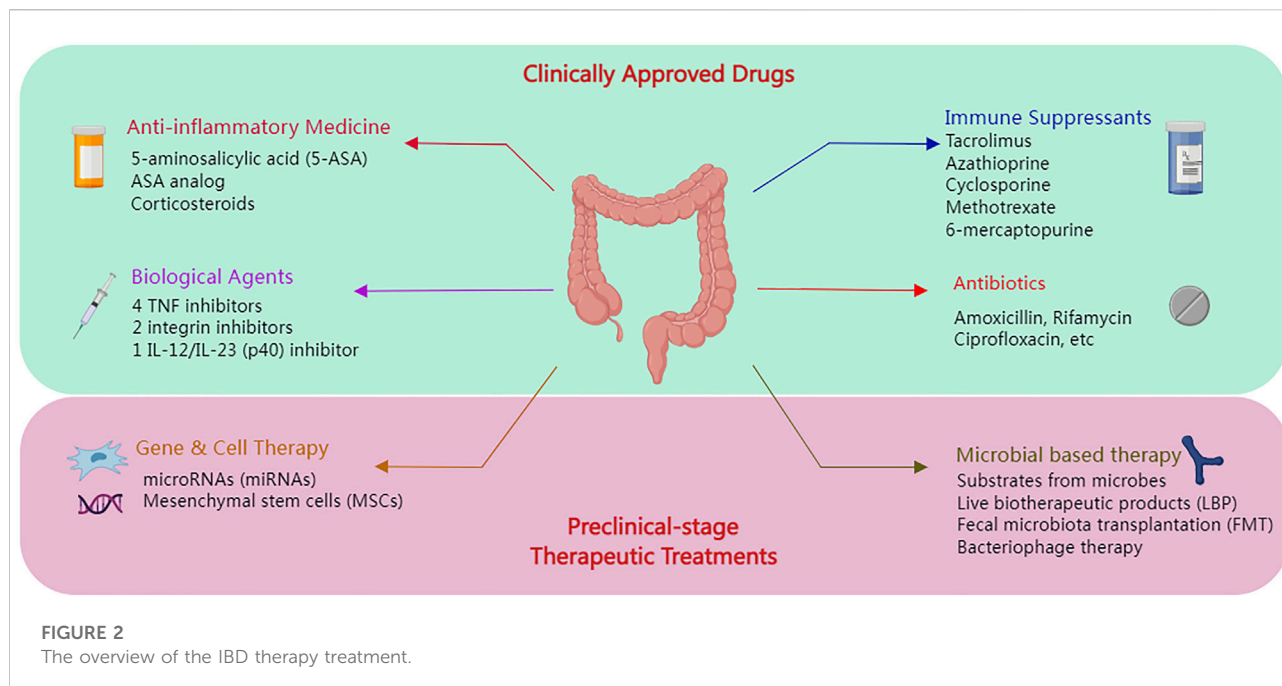 Clinically Approved Drugs
Anti-inflammatory Medicine
5-aminosalicylic acid (5-ASA)
ASA analog
Corticosteroids
Immune Suppressants
Tacrolimus
Azathioprine
Cyclosporine
Methotrexate
6-mercaptopurine
Biological Agents
4 TNF inhibitors
2 integrin inhibitors
1 IL-12/IL-23 (p40) inhibitor
Antibiotics
Amoxicillin, Rifamycin
Ciprofloxacin, etc
Gene & Cell Therapy
microRNAs (miRNAs)
Mesenchymal stem cells (MSCs)
Microbial based therapy
Substrates from microbes
Live biotherapeutic products (LBP)
Fecal microbiota transplantation (FMT)
Bacteriophage therapy
Preclinical-stage
Therapeutic Treatments
FIGURE 2
The overview of the IBD therapy treatment.